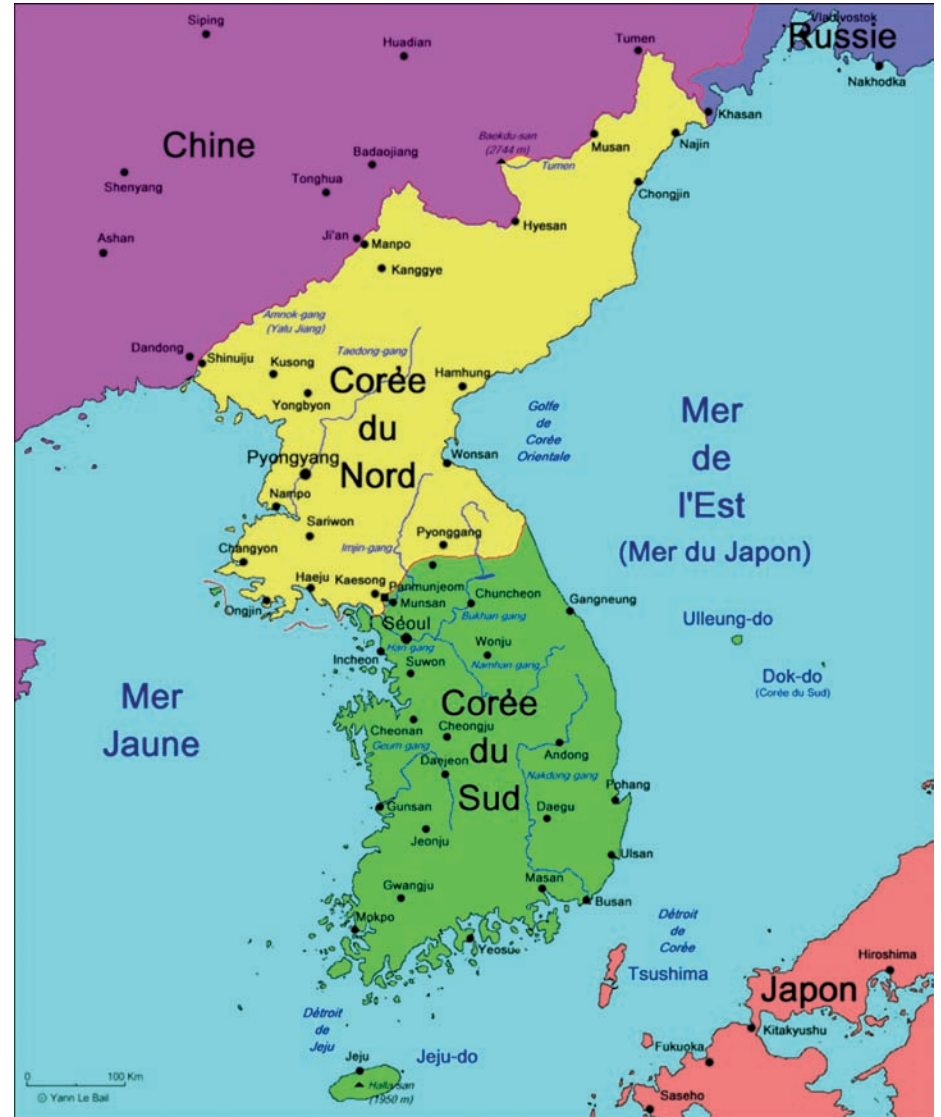 Siping
Huadian
Tumen
Vladivostok
Russie
Nakhodka
Khasan
Chine
Baekdu-san
(2744 m)
Musan
Najin
Badaojiang
Tumen
Shenyang
Tonghua
Chongjin
Ashan
Ji'an
Manpo
Hyesan
Kanggye
Amnok-gang
(Yalu Jiang)
Dandong
Shinuiju
Kusong
Taedong-gang
Yongbyon
Hamhung
Corée
du
Nord
Golfe
de
Corée
Orientale
Mer
de
l'Est
(Mer du Japon)
Pyongyang
Wonsan
Nampo
Sariwon
Imjin-gang
Pyonggang
Changyon
Haeju
Kaesong
Panmunjeom
Ongjin
Munsan
Chuncheon
Bukhan-gang
Gangneung
Séoul
Han-gang
Incheon
Suwon
Wonju
Namhan-gang
Ulleung-do
Dok-do
(Corée du Sud)
Mer
Jaune
Corée
du
Sud
Cheonan
Cheongju
Geum-gang
Daejeon
Andong
Nakdong-gang
Pohang
Gunsan
Daegu
Jeonju
Ulsan
Gwangju
Masan
Busan
Mokpo
Yeosu
Détroit
de
Corée
Tsushima
Hiroshima
Japon
Kitakyushu
Fukuoka
Saseho
Détroit
de
Jeju
Jeju
Jeju-do
Halla-san
(1950 m)
0
100 Km
© Yann Le Bail